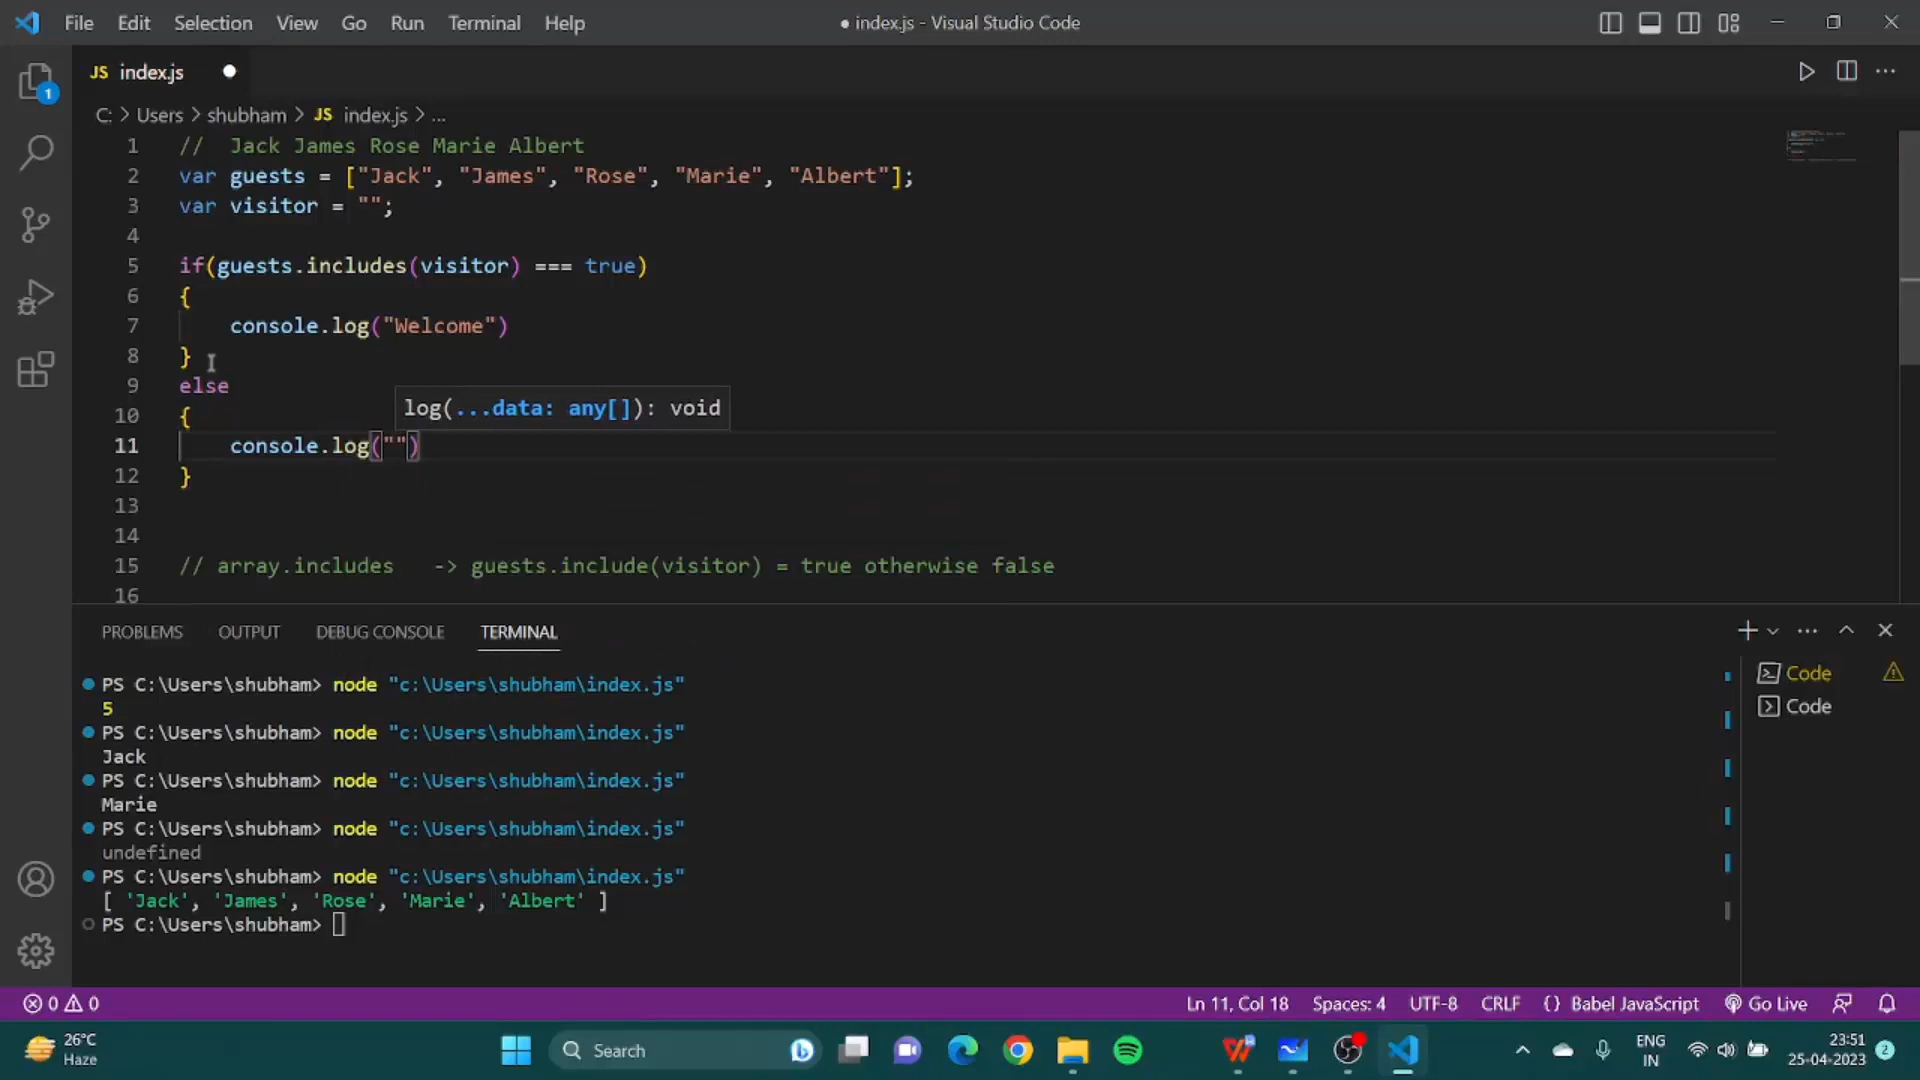 File Edit Selection View Go Run Terminal Help ● index.js - Visual Studio Code
JS index.js
1
C: > Users > shubham > JS index.js > ...
1 //  Jack James Rose Marie Albert
2 var guests = ["Jack", "James", "Rose", "Marie", "Albert"];
3 var visitor = "";
4
5 if(guests.includes(visitor) === true)
6 {
7     console.log("Welcome")
8 }
9 else
log(...data: any[]): void
10 {
11     console.log("")
12 }
13
14
15 // array.includes   -> guests.include(visitor) = true otherwise false
16
PROBLEMS OUTPUT DEBUG CONSOLE TERMINAL
PS C:\Users\shubham> node "c:\Users\shubham\index.js"
5
PS C:\Users\shubham> node "c:\Users\shubham\index.js"
Jack
PS C:\Users\shubham> node "c:\Users\shubham\index.js"
Marie
PS C:\Users\shubham> node "c:\Users\shubham\index.js"
undefined
PS C:\Users\shubham> node "c:\Users\shubham\index.js"
[ 'Jack', 'James', 'Rose', 'Marie', 'Albert' ]
PS C:\Users\shubham>
Code
Code
0 0 Ln 11, Col 18 Spaces: 4 UTF-8 CRLF {} Babel JavaScript Go Live
26°C
Haze
Search
ENG
IN
23:51
25-04-2023
2